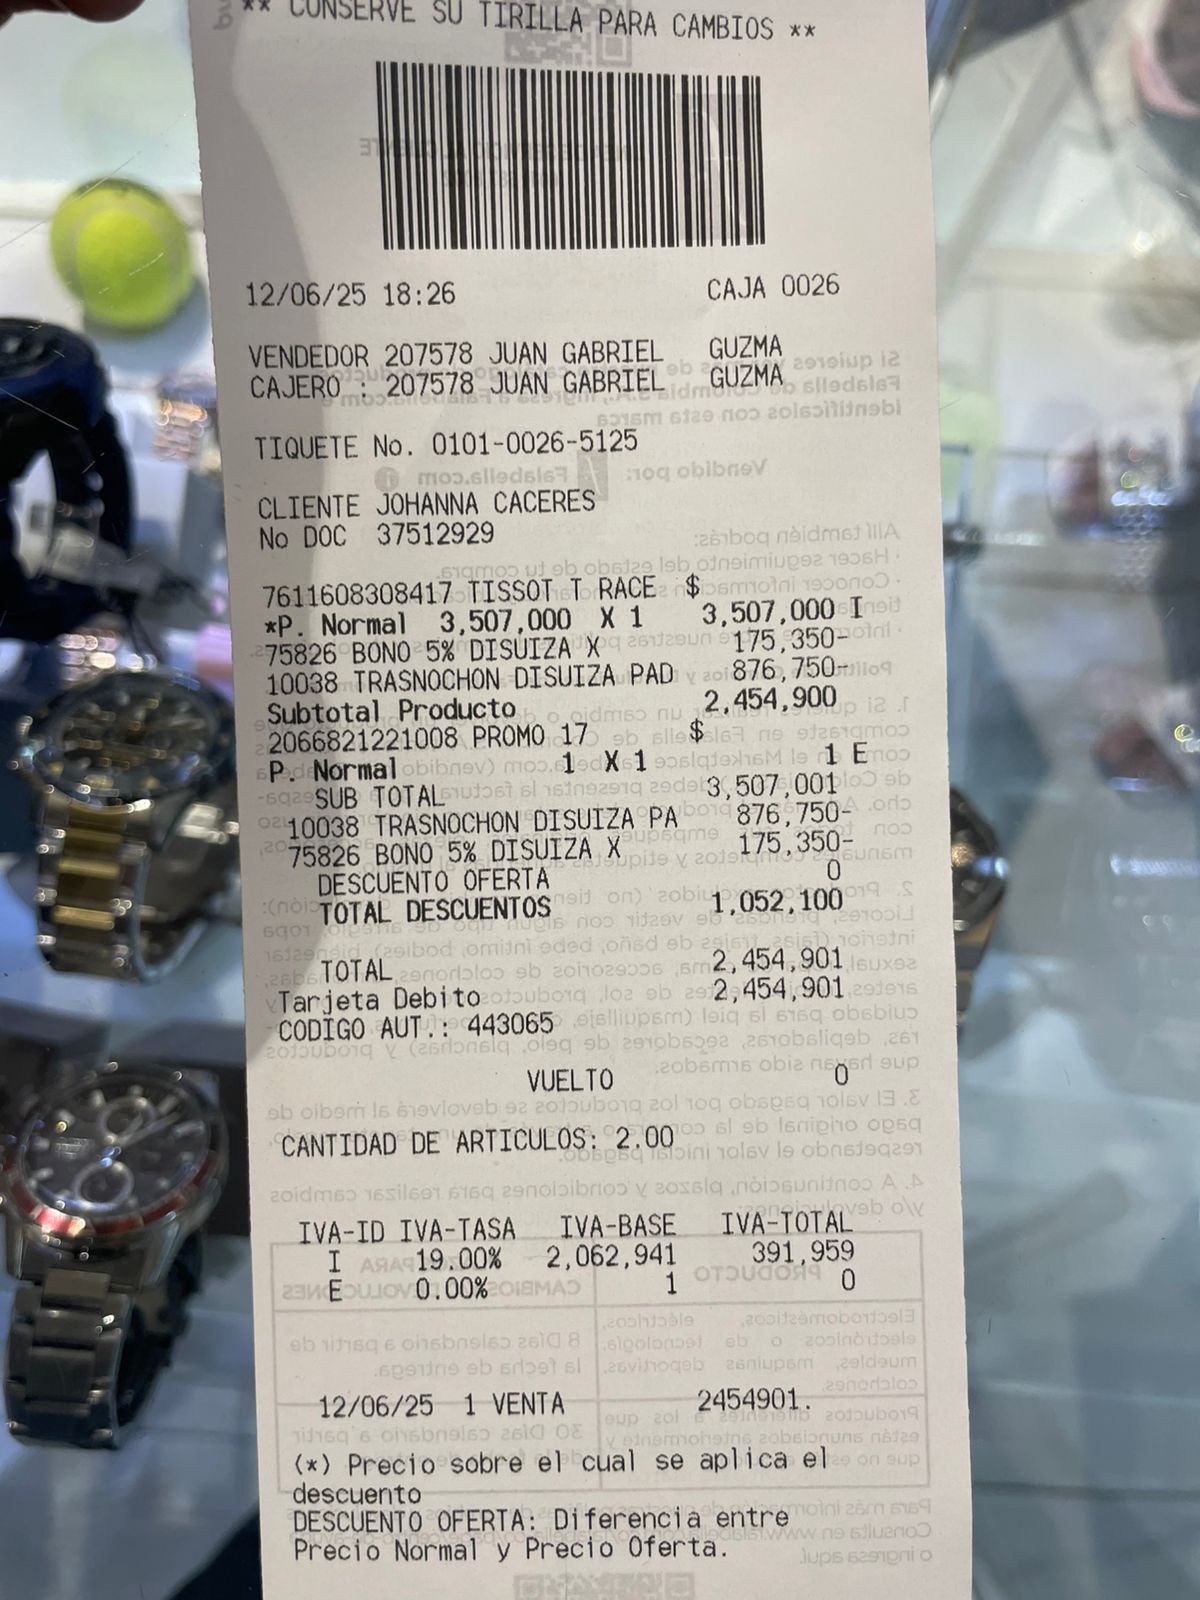 ** CONSERVE SU TIRILLA PARA CAMBIOS **
12/06/25 18:26 CAJA 0026
VENDEDOR 207578 JUAN GABRIEL GUZMA
CAJERO : 207578 JUAN GABRIEL GUZMA
TIQUETE No. 0101-0026-5125
CLIENTE JOHANNA CACERES
No DOC 37512929
7611608308417 TISSOT T RACE $
*P. Normal 3,507,000 X 1 3,507,000 I
75826 BONO 5% DISUIZA X 175,350-
10038 TRASNOCHON DISUIZA PAD 876,750-
Subtotal Producto 2,454,900
2066821221008 PROMO 17 $
P. Normal 1 X 1 1 E
SUB TOTAL 3,507,001
10038 TRASNOCHON DISUIZA PA 876,750-
75826 BONO 5% DISUIZA X 175,350-
DESCUENTO OFERTA 0
TOTAL DESCUENTOS 1,052,100
TOTAL 2,454,901
Tarjeta Debito 2,454,901
CODIGO AUT.: 443065
VUELTO 0
CANTIDAD DE ARTICULOS: 2.00
IVA-ID IVA-TASA IVA-BASE IVA-TOTAL
I 19.00% 2,062,941 391,959
E 0.00% 1 0
12/06/25 1 VENTA 2454901.
(*) Precio sobre el cual se aplica el
descuento
DESCUENTO OFERTA: Diferencia entre
Precio Normal y Precio Oferta.